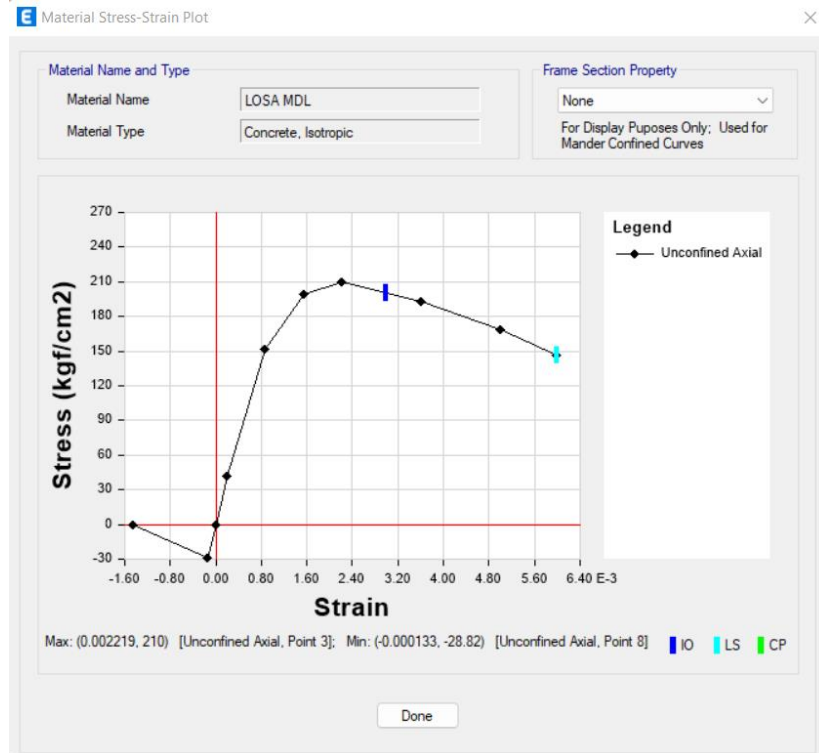 E Material Stress-Strain Plot
Material Name and Type
Material Name LOSA MDL
Material Type Concrete, Isotropic
Frame Section Property
None
For Display Puposes Only; Used for
Mander Confined Curves
270
240
210
180
150
120
90
60
30
0
-30
-1.60 -0.80 0.00 0.80 1.60 2.40 3.20 4.00 4.80 5.60 6.40 E-3
Stress (kgf/cm2)
Strain
Legend
Unconfined Axial
Max: (0.002219, 210) [Unconfined Axial, Point 3]; Min: (-0.000133, -28.82) [Unconfined Axial, Point 8]
IO LS CP
Done